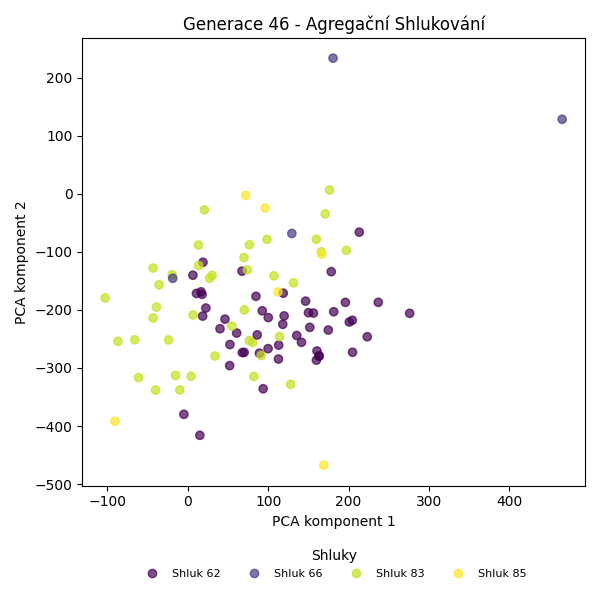 Generace 46 - Agregační Shlukování
PCA komponent 2
200
100
0
−100
−200
−300
−400
−500
−100
0
100
200
300
400
PCA komponent 1
Shluky
Shluk 62
Shluk 66
Shluk 83
Shluk 85